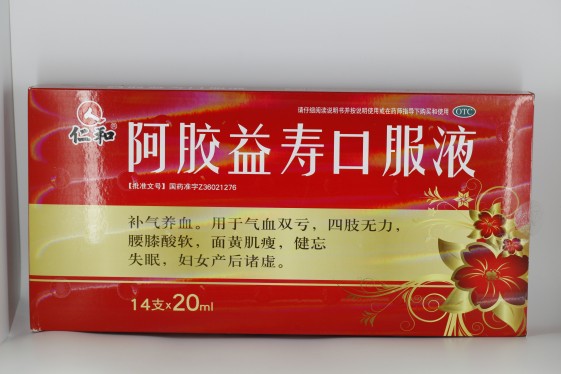 请仔细阅读说明书并按说明使用或在药师指导下购买和使用 OTC
仁和
阿胶益寿口服液
【批准文号】国药准字Z36021276
补气养血。用于气血双亏,四肢无力,
腰膝酸软,面黄肌瘦,健忘
失眠,妇女产后诸虚。
14支×20ml